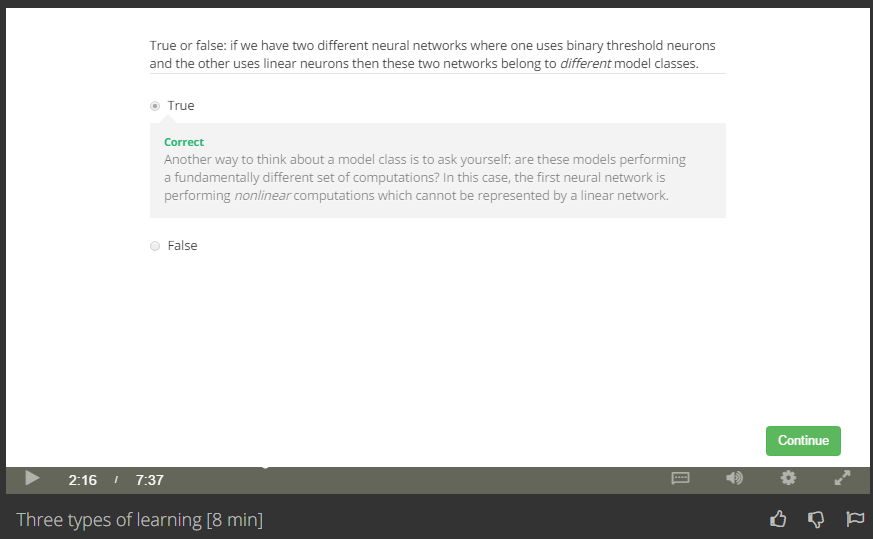 True or false: if we have two different neural networks where one uses binary threshold neurons
and the other uses linear neurons then these two networks belong to different model classes.
True
Correct
Another way to think about a model class is to ask yourself: are these models performing
a fundamentally different set of computations? In this case, the first neural network is
performing nonlinear computations which cannot be represented by a linear network.
False
Continue
2:16 / 7:37
Three types of learning [8 min]